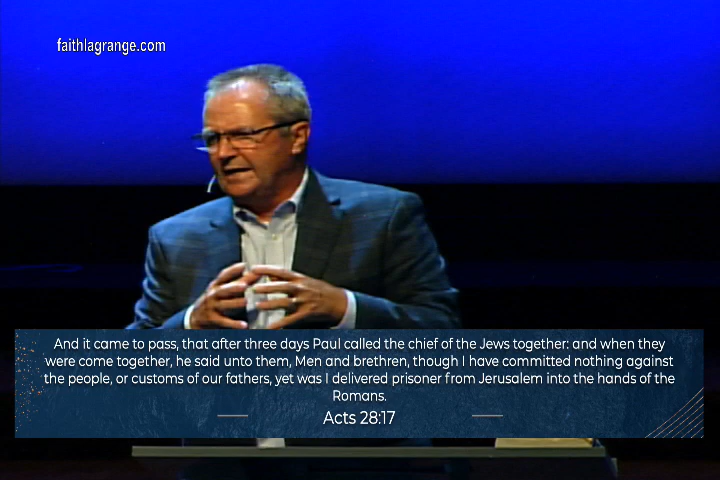 faithlagrange.com
And it came to pass, that after three days Paul called the chief of the Jews together: and when they
were come together, he said unto them, Men and brethren, though I have committed nothing against
the people, or customs of our fathers, yet was I delivered prisoner from Jerusalem into the hands of the
Romans.
Acts 28:17